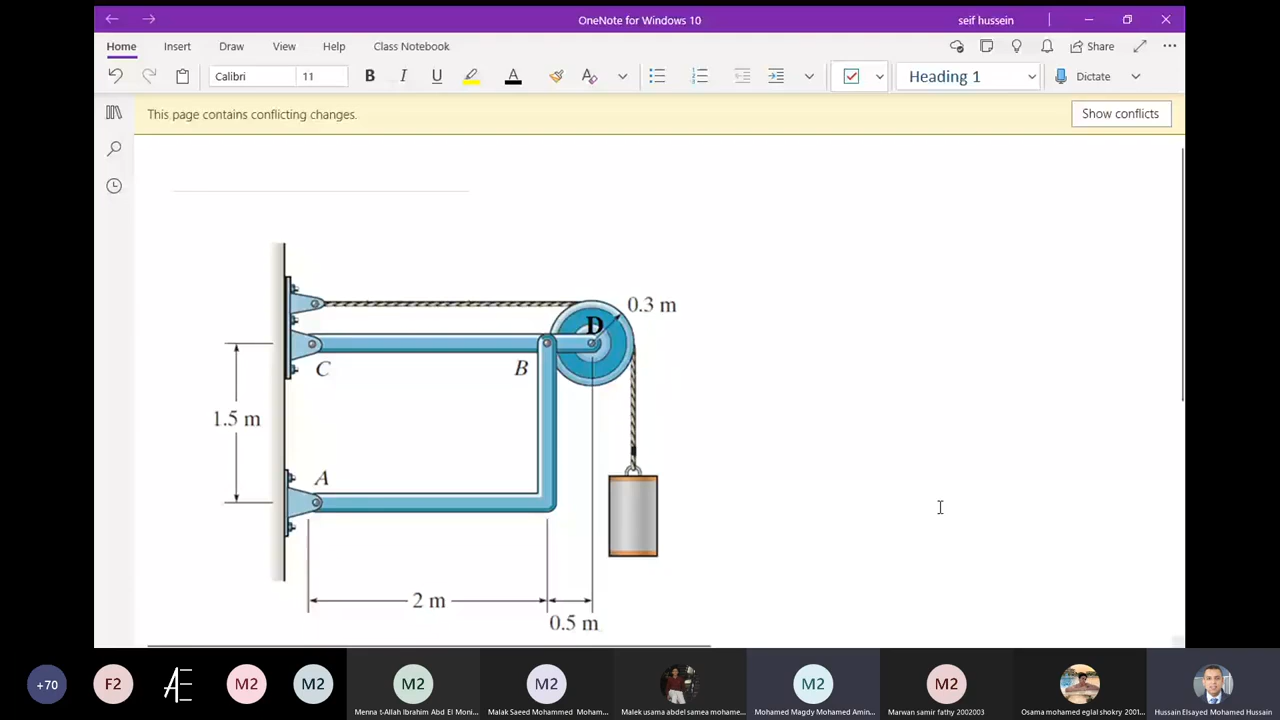 OneNote for Windows 10
seif hussein
Home Insert Draw View Help Class Notebook
Share
Calibri 11 B I U A Heading 1 Dictate
This page contains conflicting changes.
Show conflicts
0.3 m
D
C B
1.5 m
A
2 m
0.5 m
+70 F2 Æ M2 M2 M2 M2 M2 M2
Menna t-Allah Ibrahim Abd El Moni... Malak Saeed Mohammed Moham... Malek usama abdel samea mohame... Mohamed Magdy Mohamed Amin... Marwan samir fathy 2002003 Osama mohamed eglal shokry 2001... Hussain Elsayed Mohamed Hussain